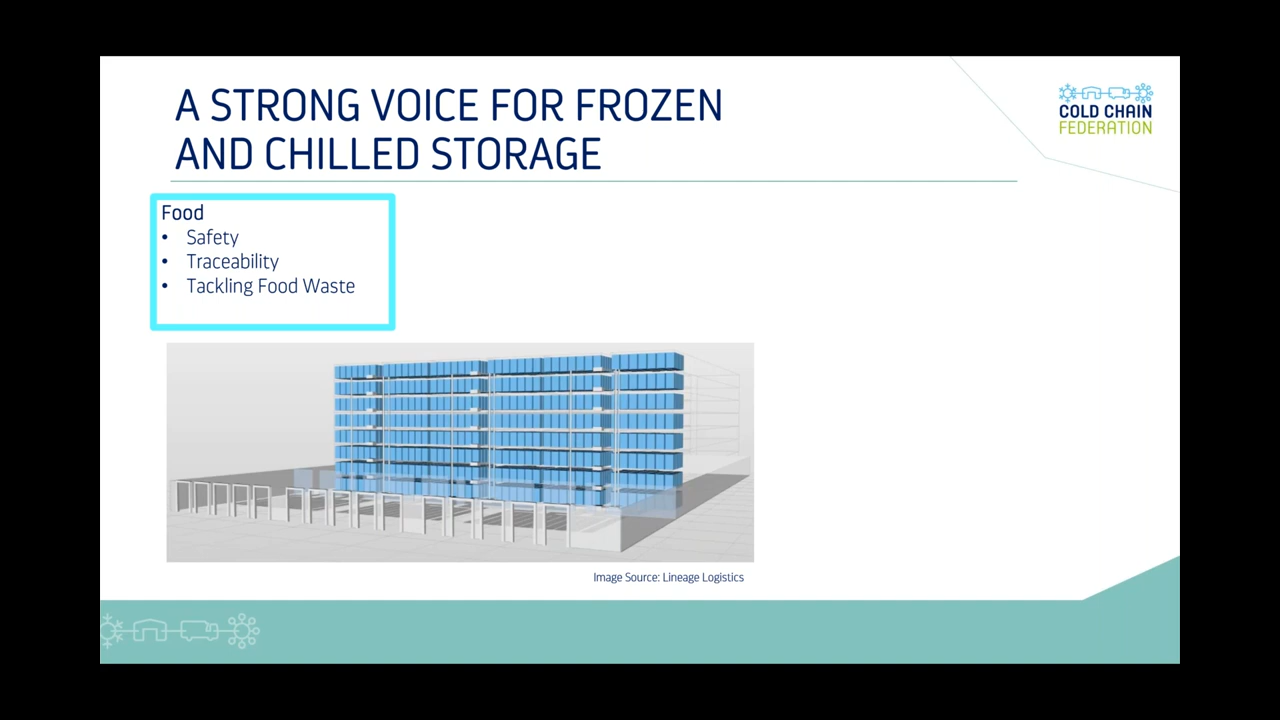 A STRONG VOICE FOR FROZEN
AND CHILLED STORAGE
COLD CHAIN
FEDERATION
Food
• Safety
• Traceability
• Tackling Food Waste
Image Source: Lineage Logistics